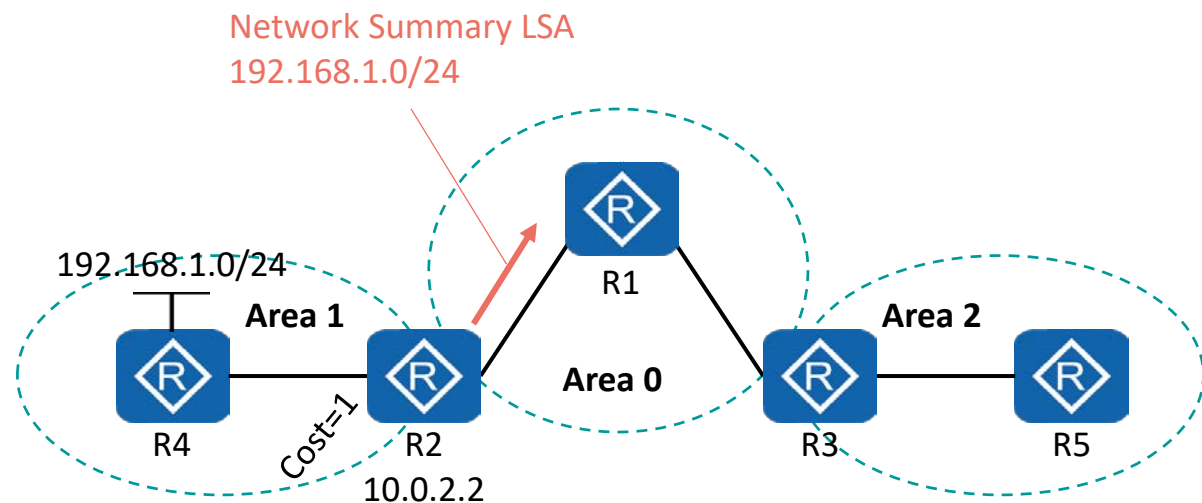 Network Summary LSA
192.168.1.0/24
R
R1
192.168.1.0/24
Area 1
Area 2
Area 0
R
R
R
R
R4
Cost=1
R2
R3
R5
10.0.2.2